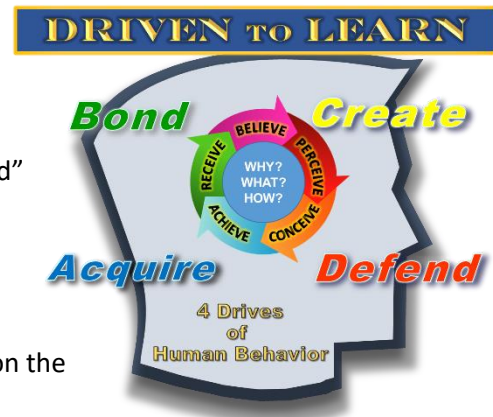 DRIVEN TO LEARN
Bond
Create
d”
BELIEVE
PERCEIVE
CONCEIVE
ACHIEVE
RECEIVE
WHY?
WHAT?
HOW?
Acquire
Defend
4 Drives
of
Human Behavior
on the